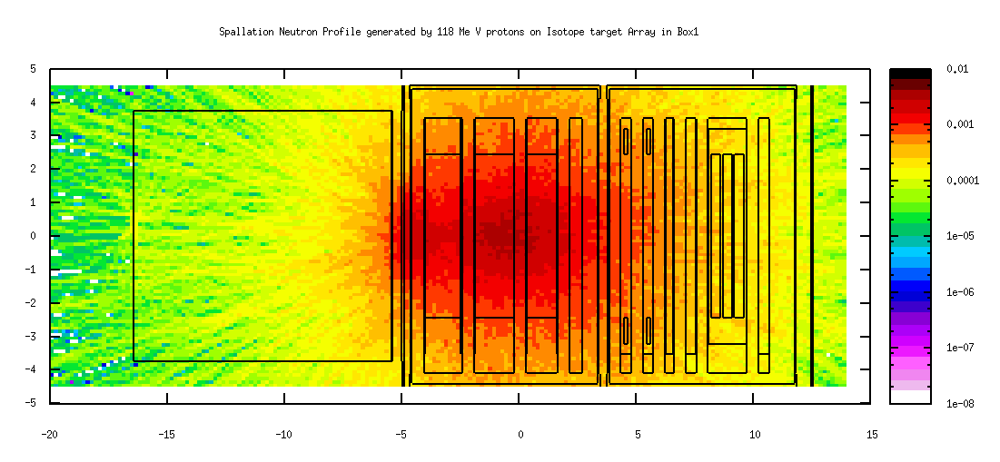 Spallation Neutron Profile generated by 118 Me V protons on Isotope target Array in Box1
5 0.01
4
3 0.001
2
1 0.0001
0 1e-05
-1
-2 1e-06
-3 1e-07
-4
-5 1e-08
-20 -15 -10 -5 0 5 10 15